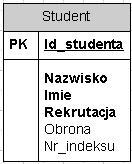 Student
PK Id_studenta
Nazwisko
Imie
Rekrutacja
Obrona
Nr_indeksu